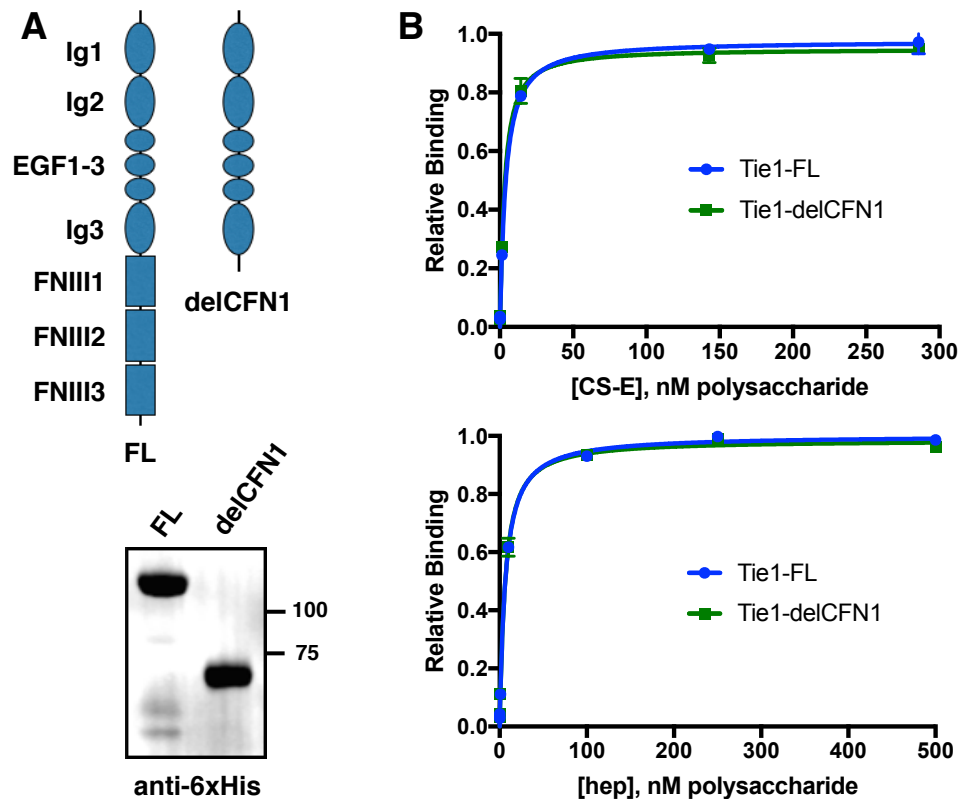 A
Ig1
Ig2
EGF1-3
Ig3
FNIII1
FNIII2
FNIII3
FL
delCFN1
FL
delCFN1
100
75
anti-6xHis
B
Relative Binding
1.0
0.8
0.6
0.4
0.2
0.0
0 50 100 150 200 250 300
[CS-E], nM polysaccharide
Tie1-FL
Tie1-delCFN1
Relative Binding
1.0
0.8
0.6
0.4
0.2
0.0
0 100 200 300 400 500
[hep], nM polysaccharide
Tie1-FL
Tie1-delCFN1